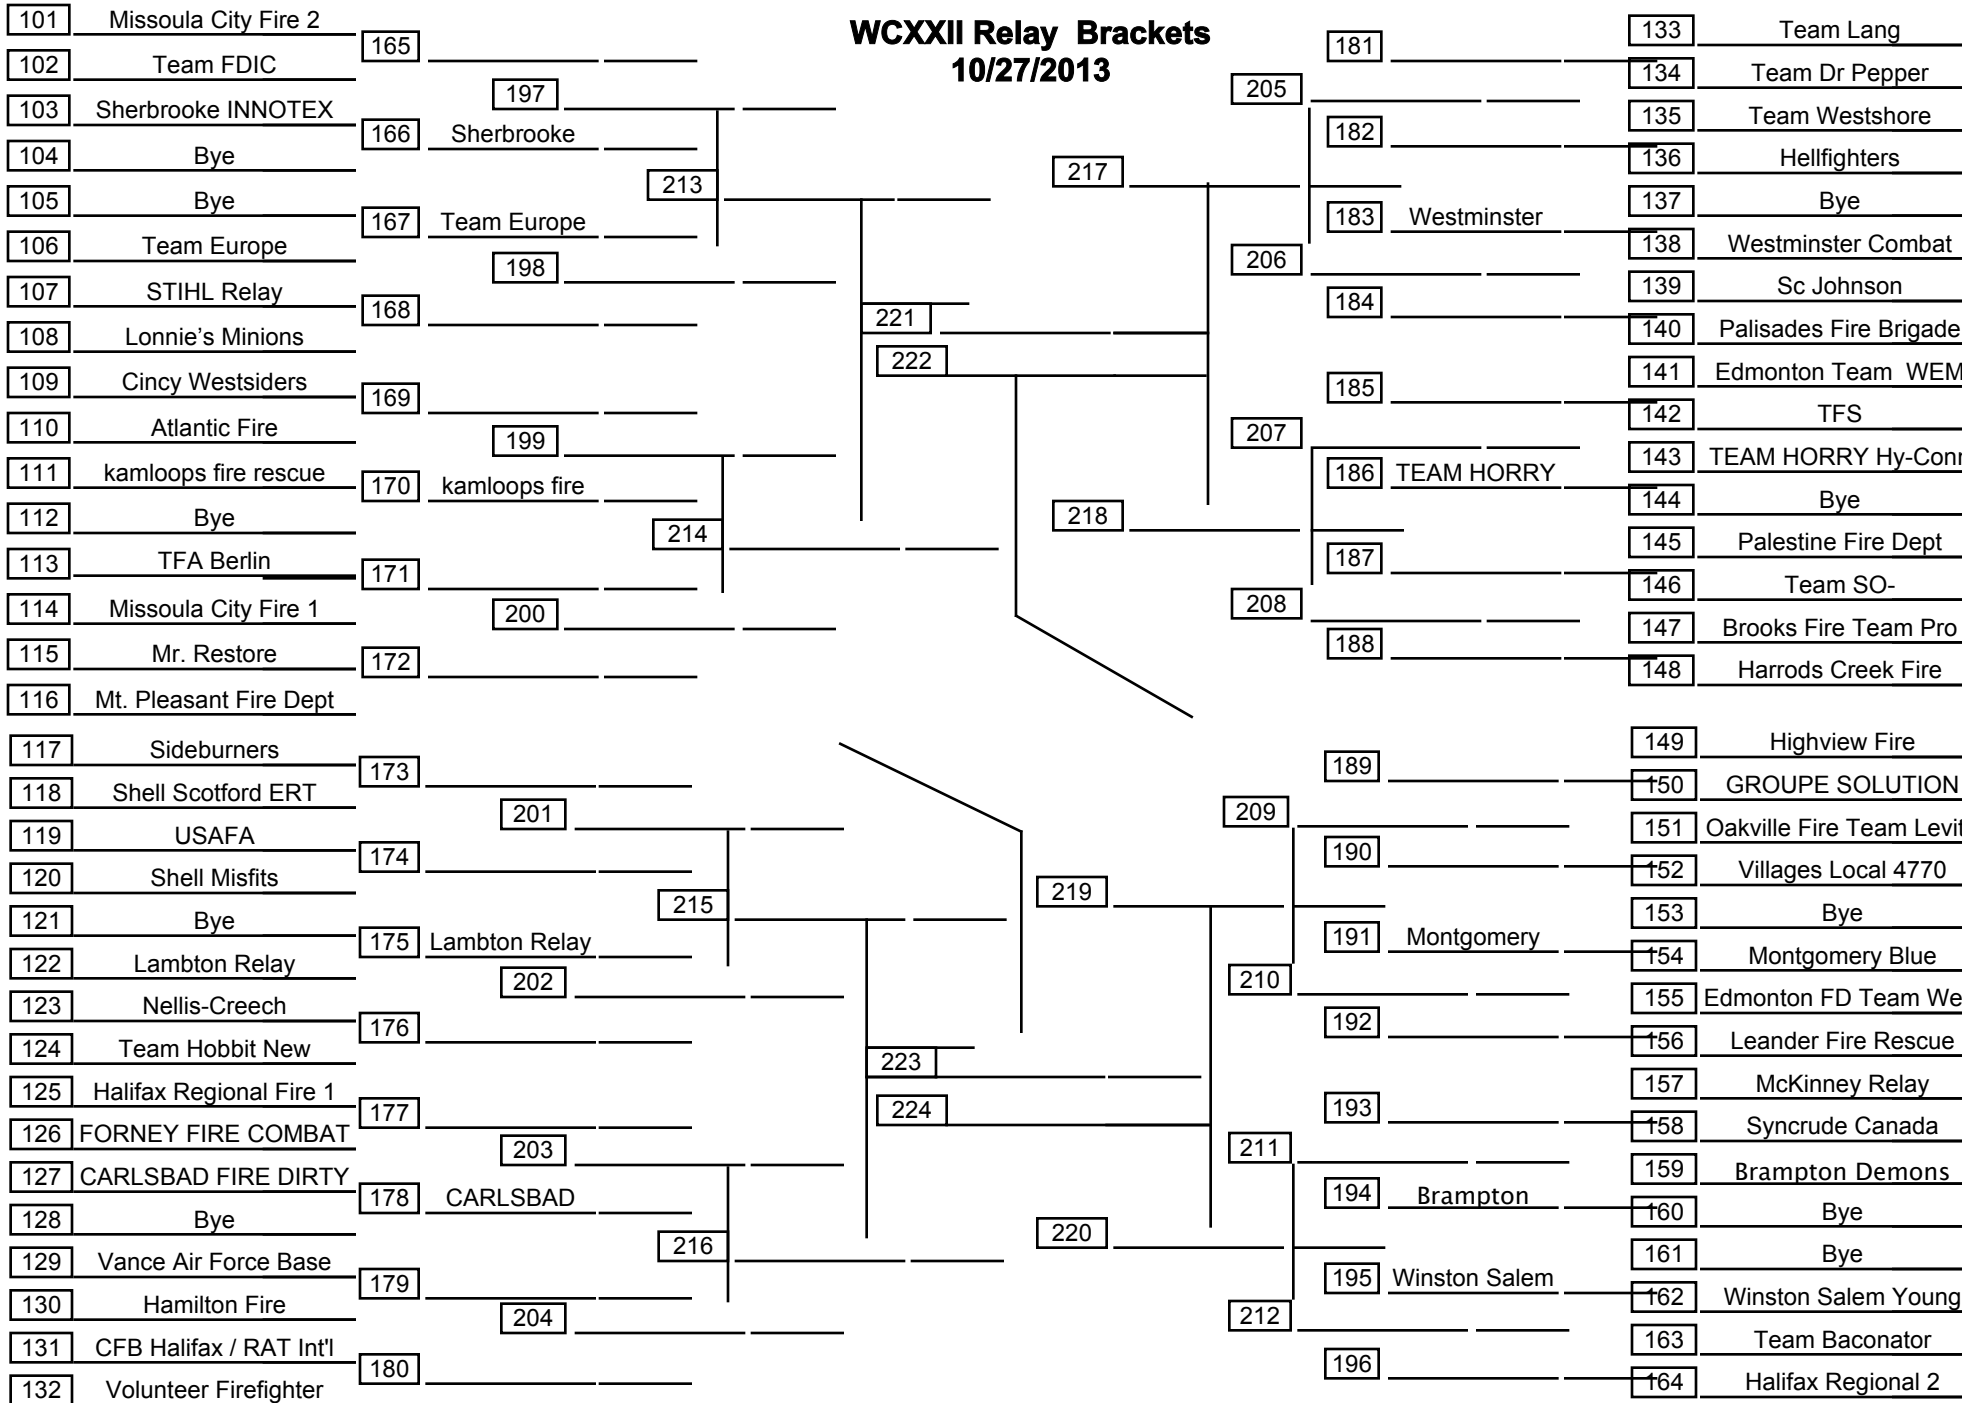 WCXXII Relay Brackets
10/27/2013
101 Missoula City Fire 2
102 Team FDIC
103 Sherbrooke INNOTEX
104 Bye
105 Bye
106 Team Europe
107 STIHL Relay
108 Lonnie's Minions
109 Cincy Westsiders
110 Atlantic Fire
111 kamloops fire rescue
112 Bye
113 TFA Berlin
114 Missoula City Fire 1
115 Mr. Restore
116 Mt. Pleasant Fire Dept
117 Sideburners
118 Shell Scotford ERT
119 USAFA
120 Shell Misfits
121 Bye
122 Lambton Relay
123 Nellis-Creech
124 Team Hobbit New
125 Halifax Regional Fire 1
126 FORNEY FIRE COMBAT
127 CARLSBAD FIRE DIRTY
128 Bye
129 Vance Air Force Base
130 Hamilton Fire
131 CFB Halifax / RAT Int'l
132 Volunteer Firefighter
165
166 Sherbrooke
167 Team Europe
168
169
170 kamloops fire
171
172
173
174
175 Lambton Relay
176
177
178 CARLSBAD
179
180
197
198
199
200
201
202
203
204
213
214
215
216
221
222
223
224
217
218
219
220
205
206
207
208
209
210
211
212
181
182
183 Westminster
184
185
186 TEAM HORRY
187
188
189
190
191 Montgomery
192
193
194 Brampton
195 Winston Salem
196
133 Team Lang
134 Team Dr Pepper
135 Team Westshore
136 Hellfighters
137 Bye
138 Westminster Combat
139 Sc Johnson
140 Palisades Fire Brigade
141 Edmonton Team WEM
142 TFS
143 TEAM HORRY Hy-Conn
144 Bye
145 Palestine Fire Dept
146 Team SO-
147 Brooks Fire Team Pro
148 Harrods Creek Fire
149 Highview Fire
150 GROUPE SOLUTION
151 Oakville Fire Team Levit
152 Villages Local 4770
153 Bye
154 Montgomery Blue
155 Edmonton FD Team We
156 Leander Fire Rescue
157 McKinney Relay
158 Syncrude Canada
159 Brampton Demons
160 Bye
161 Bye
162 Winston Salem Young
163 Team Baconator
164 Halifax Regional 2